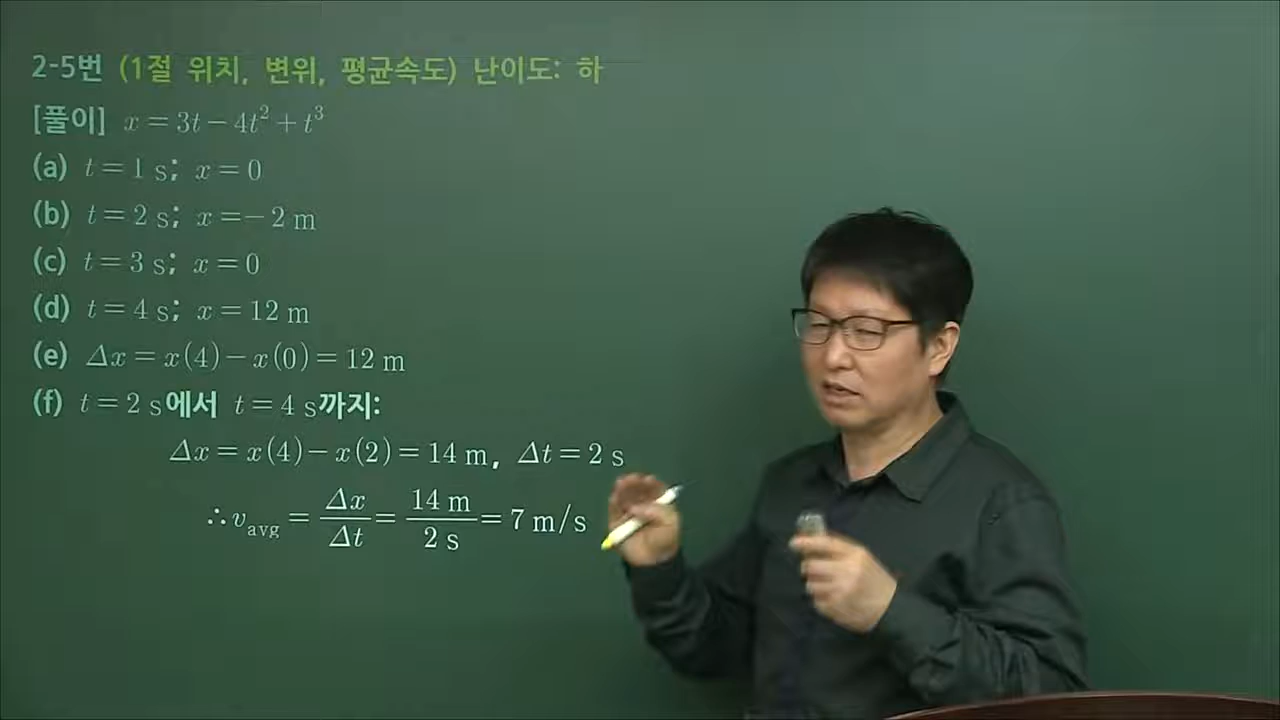 2-5번 (1절 위치, 변위, 평균속도) 난이도: 하
[풀이] x = 3t − 4t² + t³
(a) t = 1 s; x = 0
(b) t = 2 s; x = − 2 m
(c) t = 3 s; x = 0
(d) t = 4 s; x = 12 m
(e) Δx = x(4) − x(0) = 12 m
(f) t = 2 s에서 t = 4 s까지:
Δx = x(4) − x(2) = 14 m, Δt = 2 s
∴ v_avg = Δx/Δt = 14 m/2 s = 7 m/s